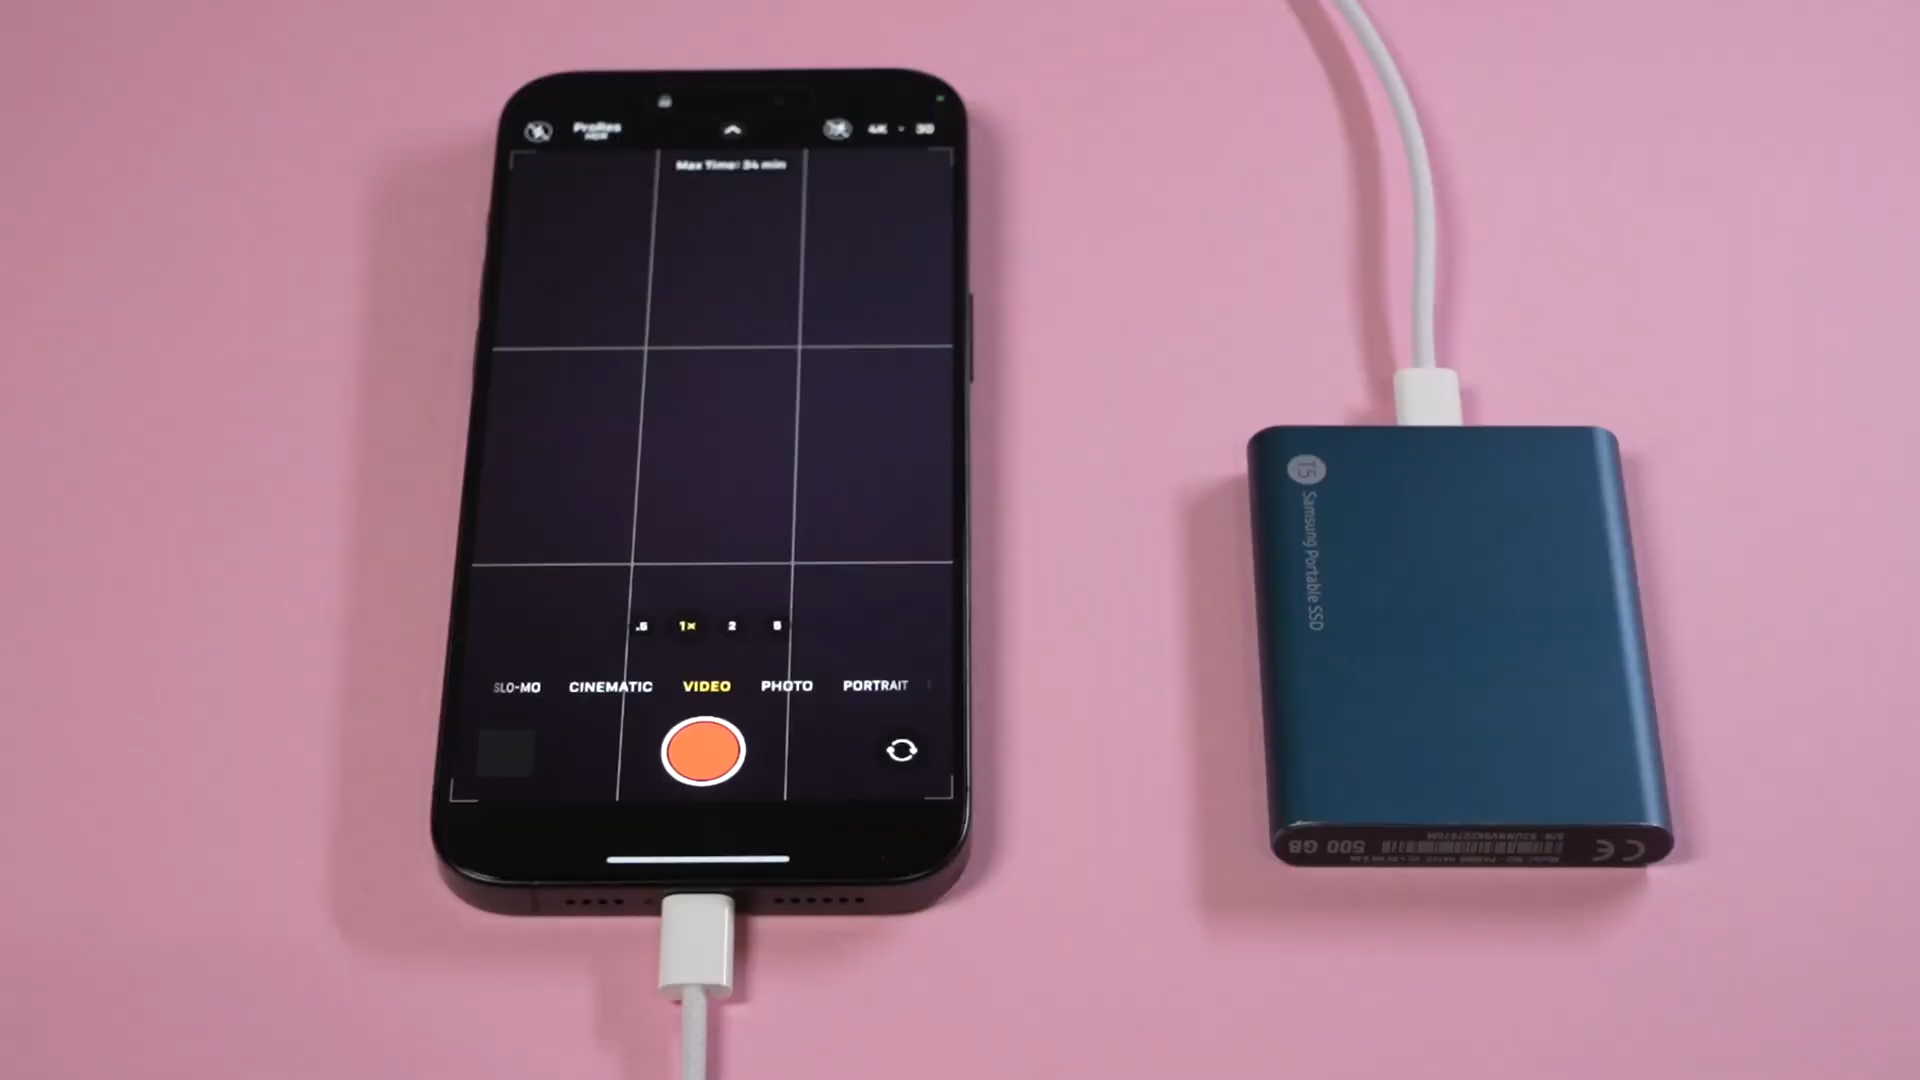 ProRes
HDR
4K · 30
Max Time: 34 min
.5 1× 2 5
SLO-MO CINEMATIC VIDEO PHOTO PORTRAIT
T5 Samsung Portable SSD
500 GB